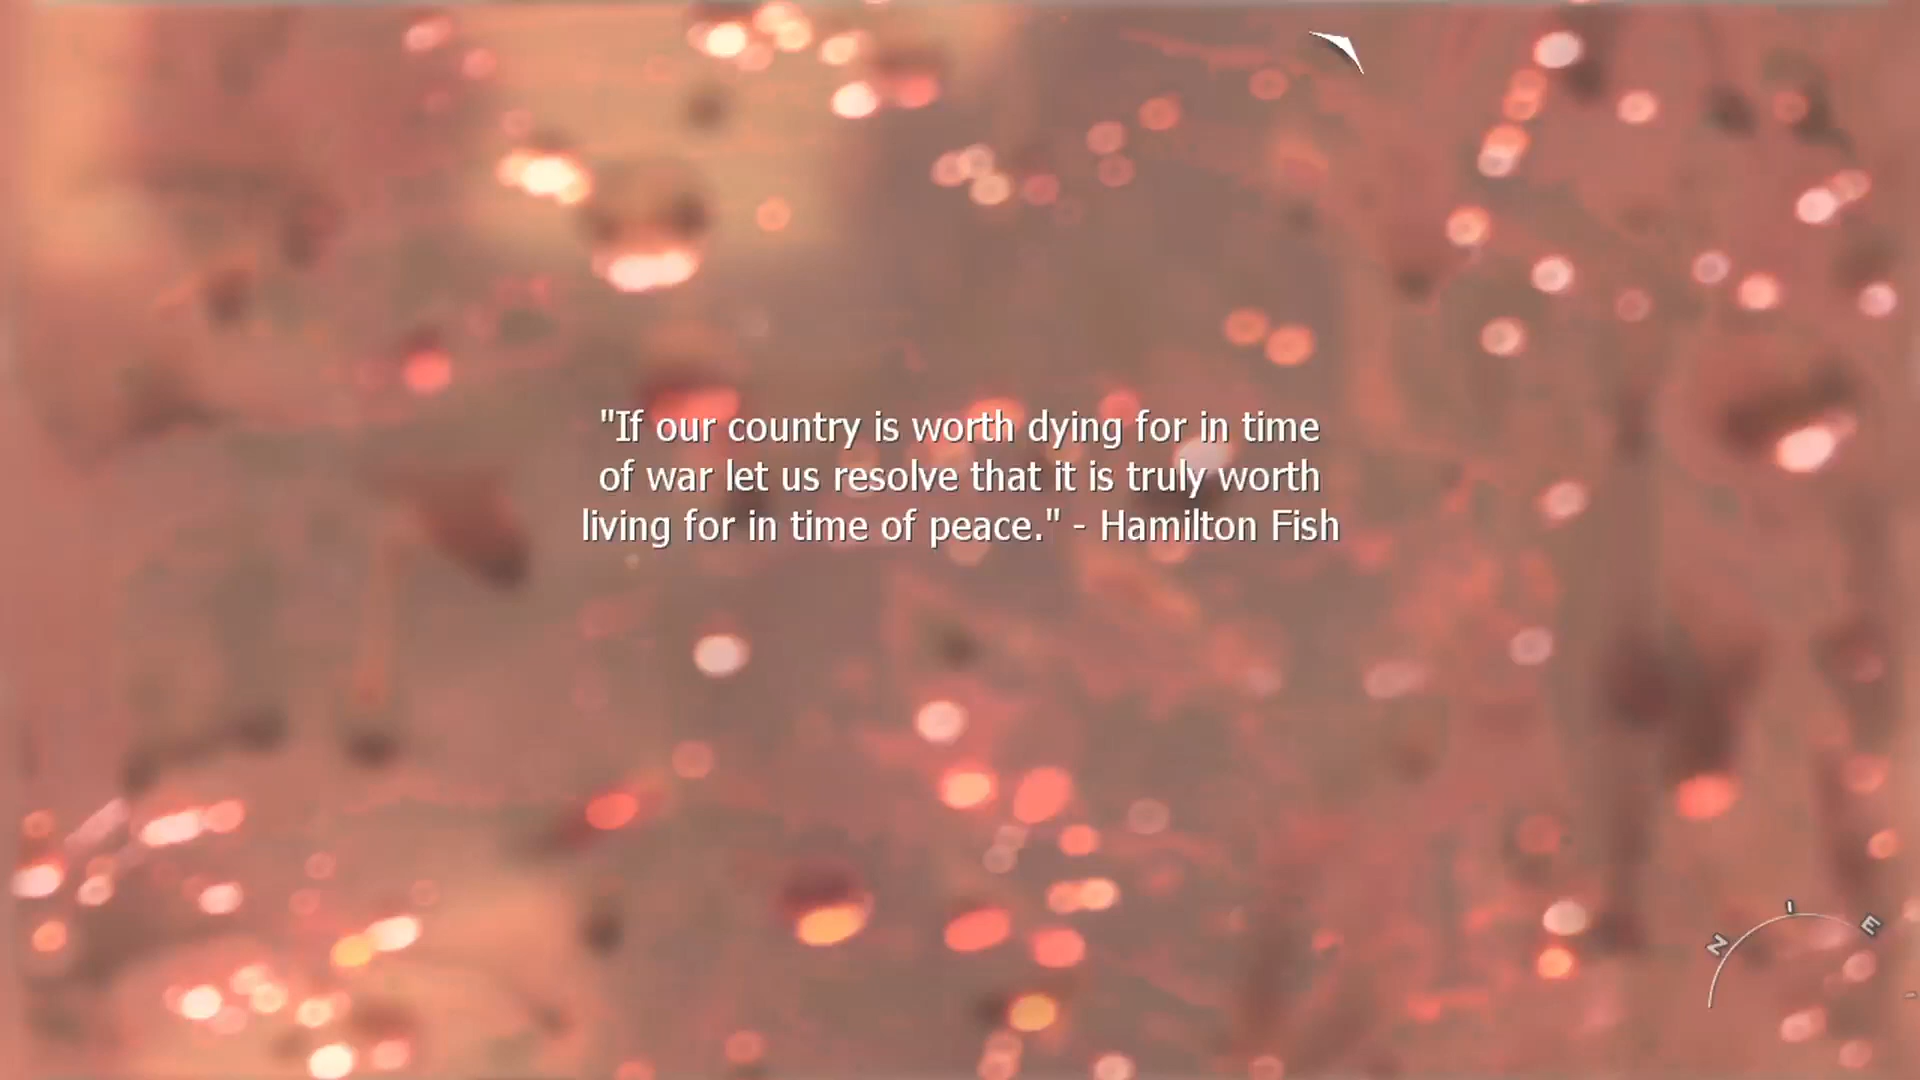 "If our country is worth dying for in time
of war let us resolve that it is truly worth
living for in time of peace." - Hamilton Fish
N
E